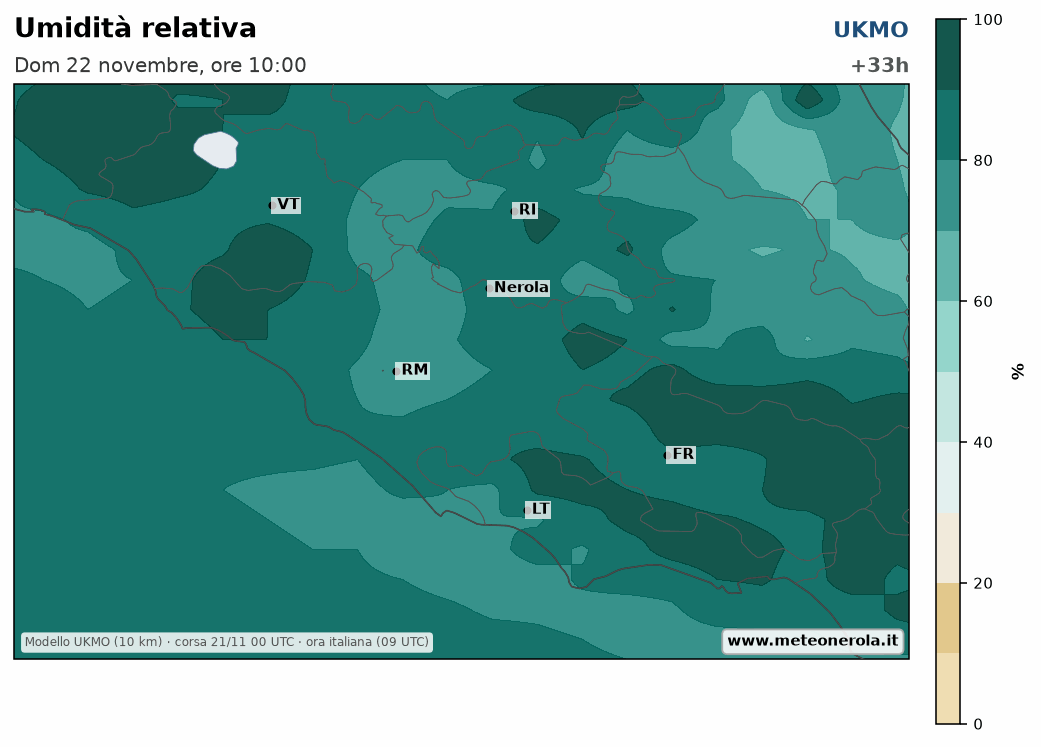 Umidità relativa
UKMO
Dom 22 novembre, ore 10:00
+33h
100
80
60
40
20
0
%
VT
RI
Nerola
RM
FR
LT
Modello UKMO (10 km) · corsa 21/11 00 UTC · ora italiana (09 UTC)
www.meteonerola.it